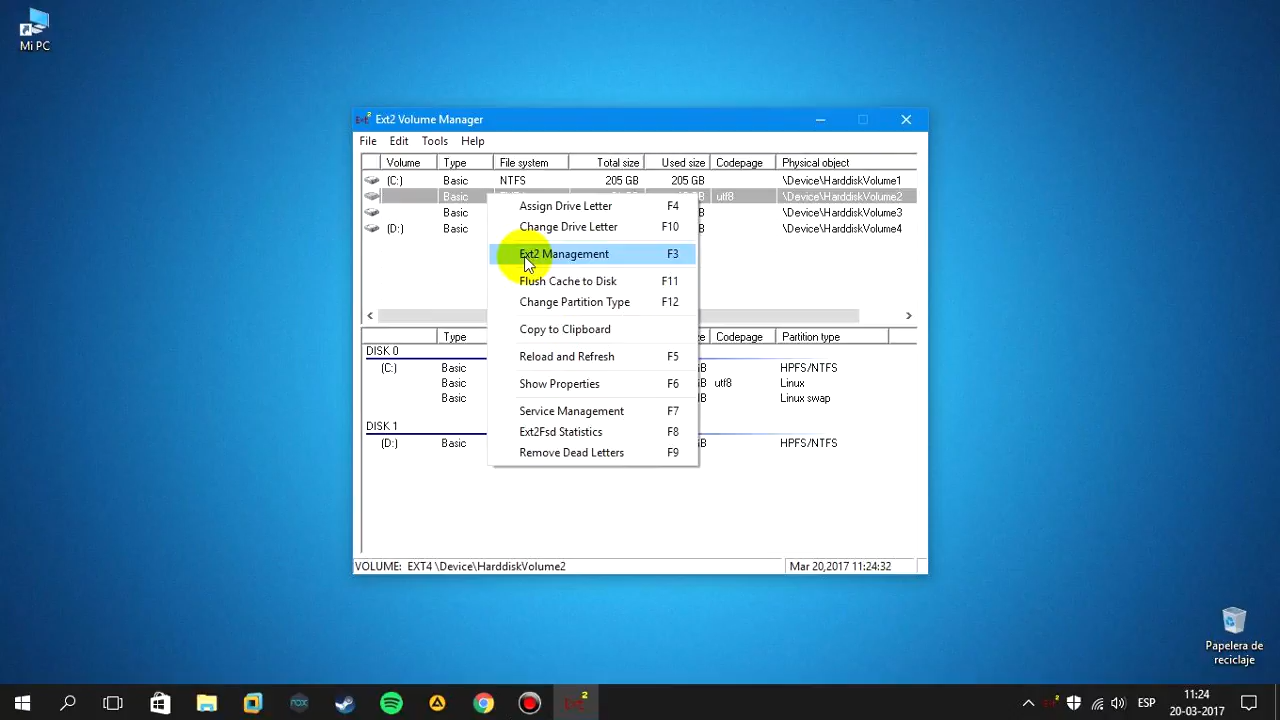 Mi PC
Ext2 Volume Manager
File Edit Tools Help
Volume Type File system Total size Used size Codepage Physical object
(C:) Basic NTFS 205 GB 205 GB \Device\HarddiskVolume1
Basic utf8 \Device\HarddiskVolume2
Basic \Device\HarddiskVolume3
(D:) Basic \Device\HarddiskVolume4
Assign Drive Letter F4
Change Drive Letter F10
Ext2 Management F3
Flush Cache to Disk F11
Change Partition Type F12
Copy to Clipboard
Reload and Refresh F5
Show Properties F6
Service Management F7
Ext2Fsd Statistics F8
Remove Dead Letters F9
Type Codepage Partition type
DISK 0
(C:) Basic HPFS/NTFS
Basic utf8 Linux
Basic Linux swap
DISK 1
(D:) Basic HPFS/NTFS
VOLUME: EXT4 \Device\HarddiskVolume2 Mar 20,2017 11:24:32
Papelera de
reciclaje
nox
Ext2
ESP
11:24
20-03-2017